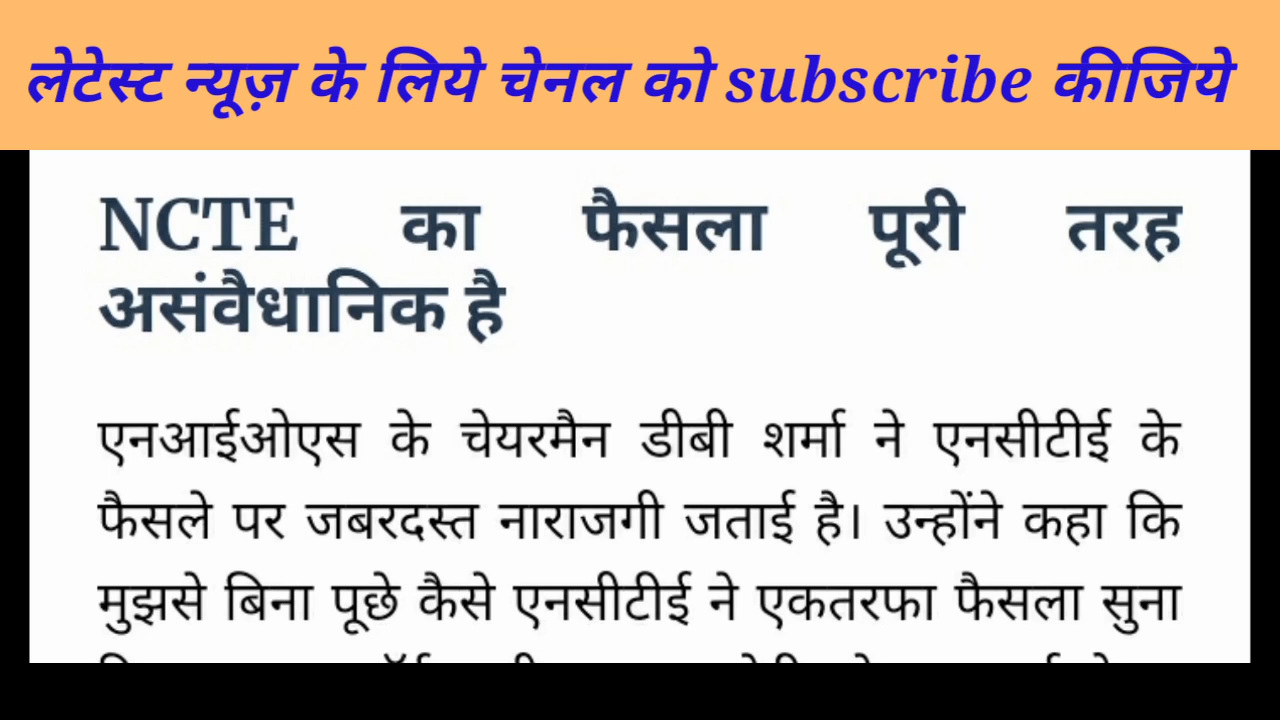 लेटेस्ट न्यूज़ के लिये चेनल को subscribe कीजिये
NCTE का फैसला पूरी तरह
असंवैधानिक है
एनआईओएस के चेयरमैन डीबी शर्मा ने एनसीटीई के
फैसले पर जबरदस्त नाराजगी जताई है। उन्होंने कहा कि
मुझसे बिना पूछे कैसे एनसीटीई ने एकतरफा फैसला सुना